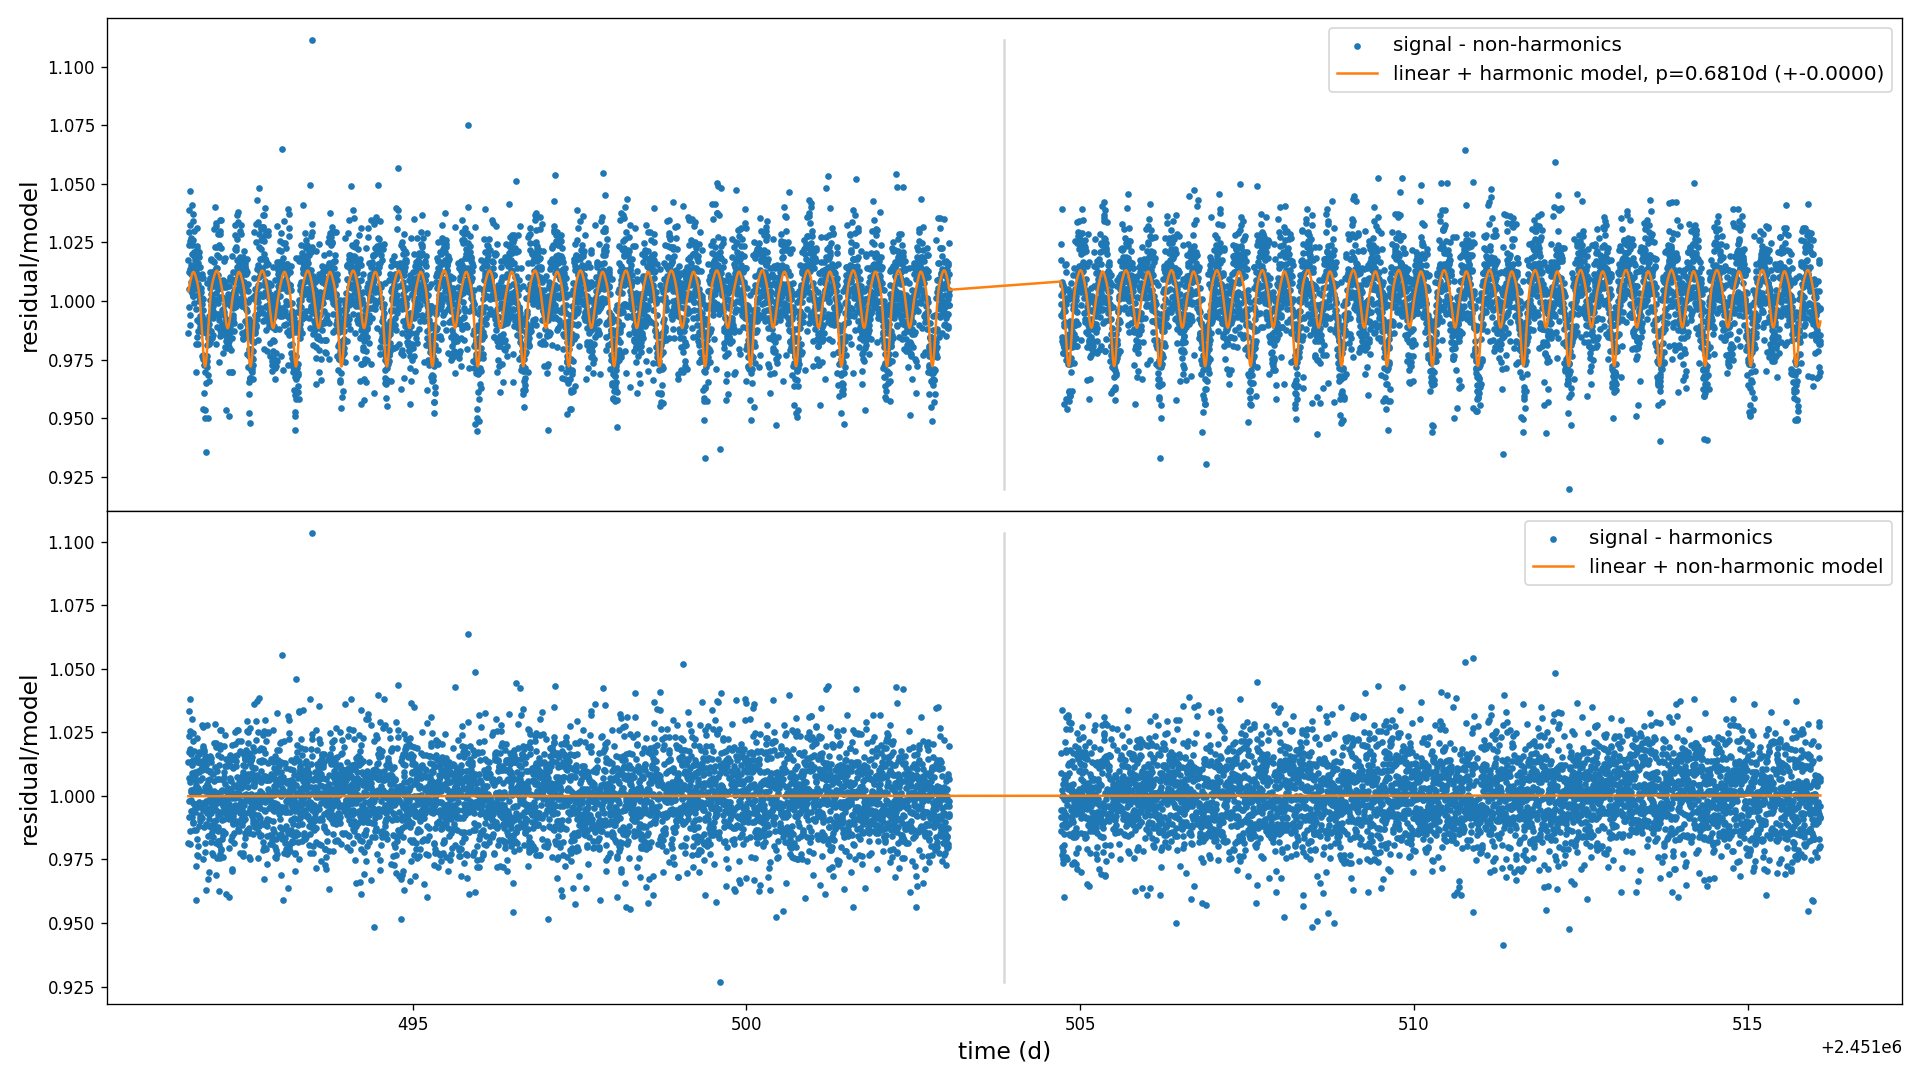 signal - non-harmonics
linear + harmonic model, p=0.6810d (+-0.0000)
residual/model
1.100
1.075
1.050
1.025
1.000
0.975
0.950
0.925
signal - harmonics
linear + non-harmonic model
residual/model
1.100
1.075
1.050
1.025
1.000
0.975
0.950
0.925
495
500
505
510
515
time (d)
+2.451e6